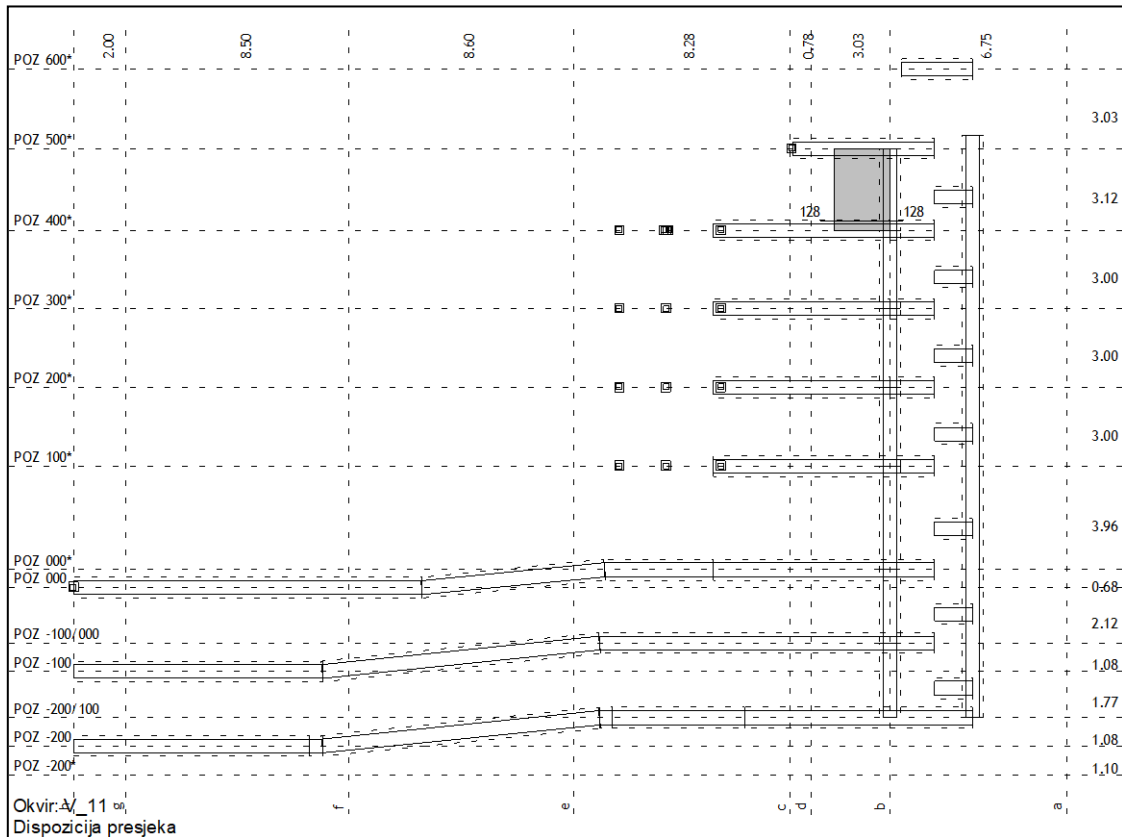 2.00 8.50 8.60 8.28 0.78 3.03 6.75
POZ 600*
3.03
POZ 500*
3.12
128 128
POZ 400*
3.00
POZ 300*
3.00
POZ 200*
3.00
POZ 100*
3.96
POZ 000*
POZ 000
0.68
2.12
POZ -100/000
POZ -100
1.08
1.77
POZ -200/100
POZ -200
1.08
POZ -200*
1.10
g f e c d b a
Okvir: V_11
Dispozicija presjeka